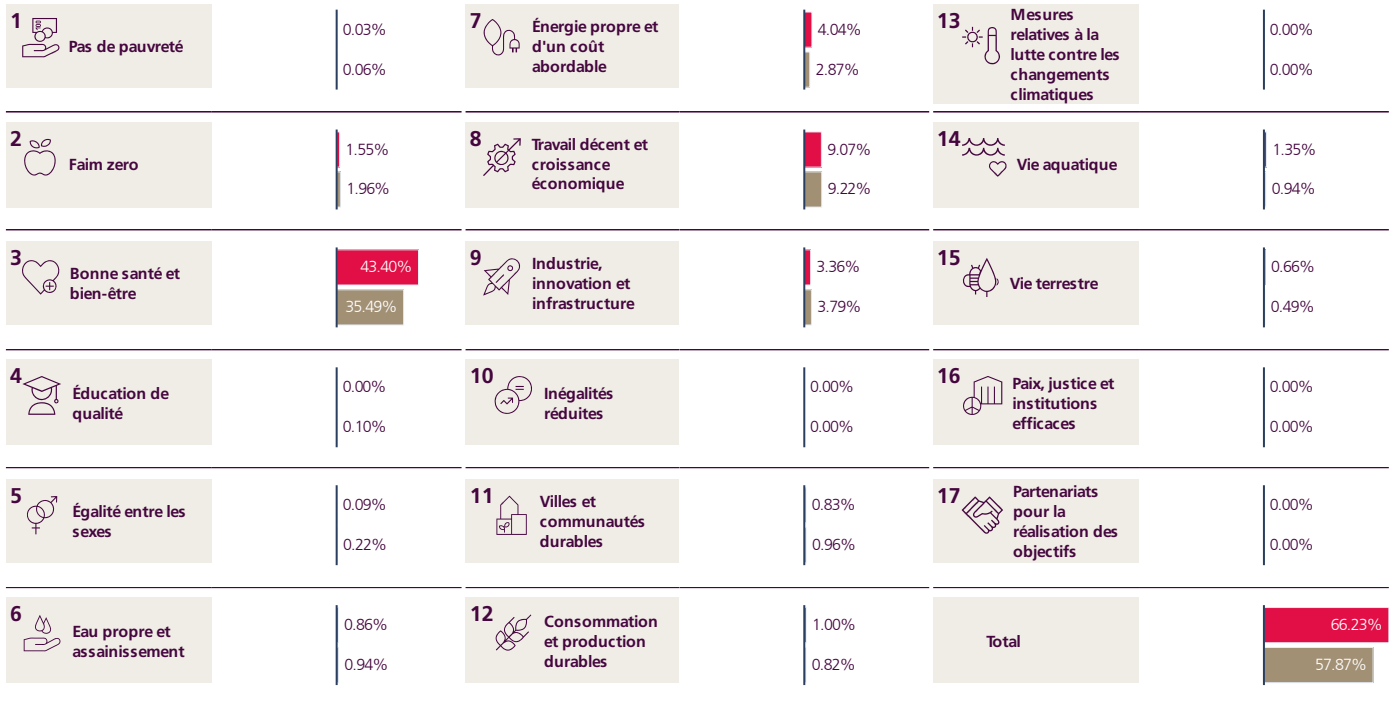 1
Pas de pauvreté
0.03%
0.06%
2
Faim zero
1.55%
1.96%
3
Bonne santé et
bien-être
43.40%
35.49%
4
Éducation de
qualité
0.00%
0.10%
5
Égalité entre les
sexes
0.09%
0.22%
6
Eau propre et
assainissement
0.86%
0.94%
7
Énergie propre et
d'un coût
abordable
4.04%
2.87%
8
Travail décent et
croissance
économique
9.07%
9.22%
9
Industrie,
innovation et
infrastructure
3.36%
3.79%
10
Inégalités
réduites
0.00%
0.00%
11
Villes et
communautés
durables
0.83%
0.96%
12
Consommation
et production
durables
1.00%
0.82%
13
Mesures
relatives à la
lutte contre les
changements
climatiques
0.00%
0.00%
14
Vie aquatique
1.35%
0.94%
15
Vie terrestre
0.66%
0.49%
16
Paix, justice et
institutions
efficaces
0.00%
0.00%
17
Partenariats
pour la
réalisation des
objectifs
0.00%
0.00%
Total
66.23%
57.87%